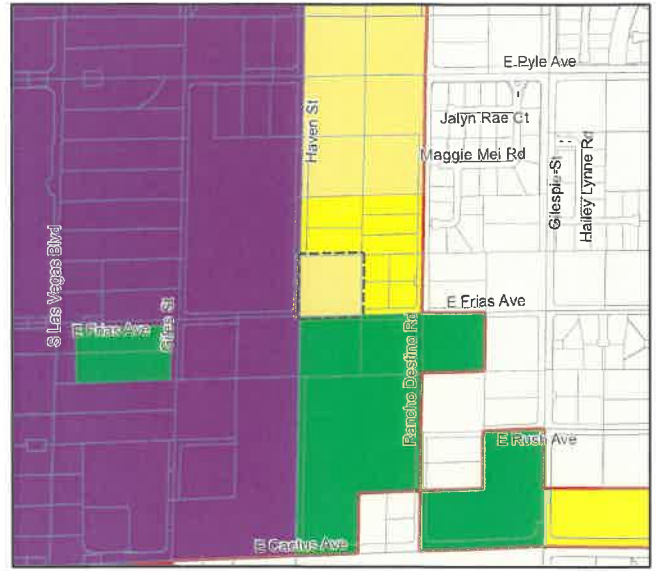 E Pyle Ave
Jalyn Rae Ct
Haven St
Maggie Mei Rd
Gilespie St
Hailey Lynne Rd
S Las Vegas Blvd
E Frias Ave
E Frias Ave
Giles St
Rancho Destino Rd
E Rush Ave
E Cactus Ave